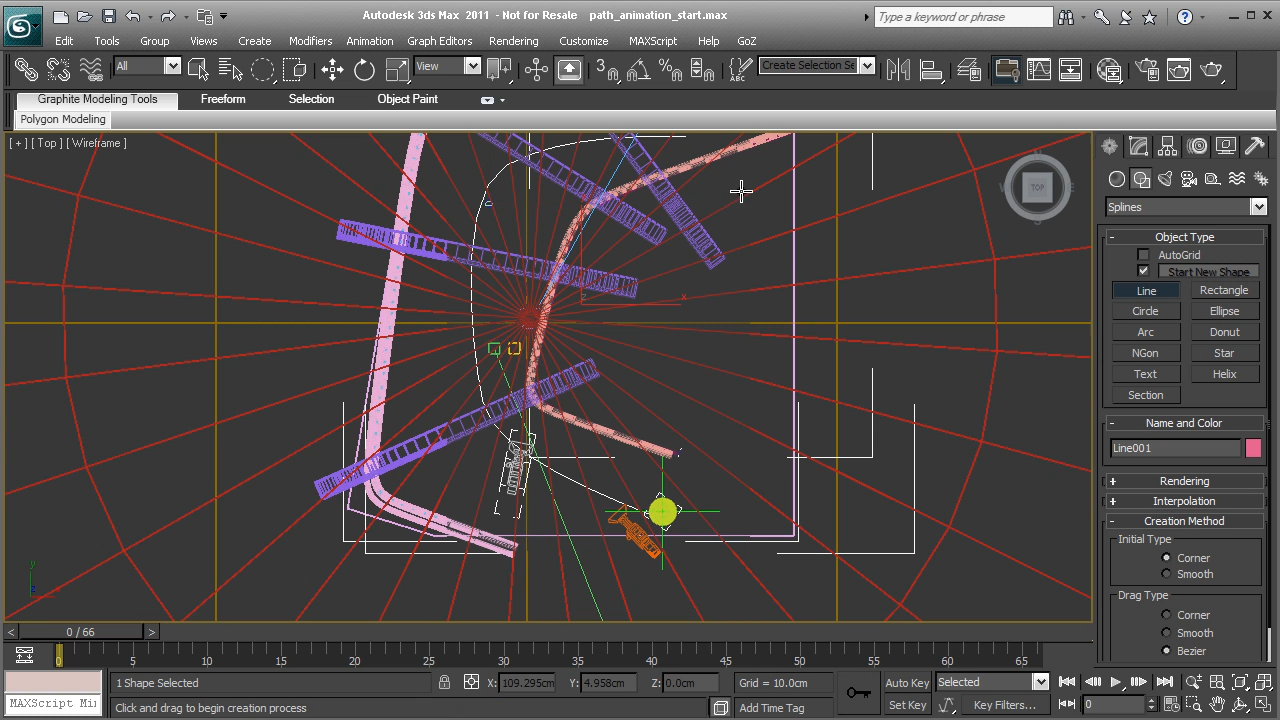 Autodesk 3ds Max 2011 - Not for Resale path_animation_start.max
Type a keyword or phrase
Edit Tools Group Views Create Modifiers Animation Graph Editors Rendering Customize MAXScript Help GoZ
All View 3 Create Selection Se
Graphite Modeling Tools Freeform Selection Object Paint
Polygon Modeling
[ + ] [ Top ] [ Wireframe ]
TOP
Splines
- Object Type
AutoGrid
Start New Shape
Line Rectangle
Circle Ellipse
Arc Donut
NGon Star
Text Helix
Section
- Name and Color
Line001
+ Rendering
+ Interpolation
- Creation Method
Initial Type
Corner
Smooth
Drag Type
Corner
Smooth
Bezier
x
z
y
z
< 0 / 66 >
0 5 10 15 20 25 30 35 40 45 50 55 60 65
1 Shape Selected X: 109.295cm Y: 4.958cm Z: 0.0cm Grid = 10.0cm Auto Key Selected
MAXScript Mi Click and drag to begin creation process Add Time Tag Set Key Key Filters... 0